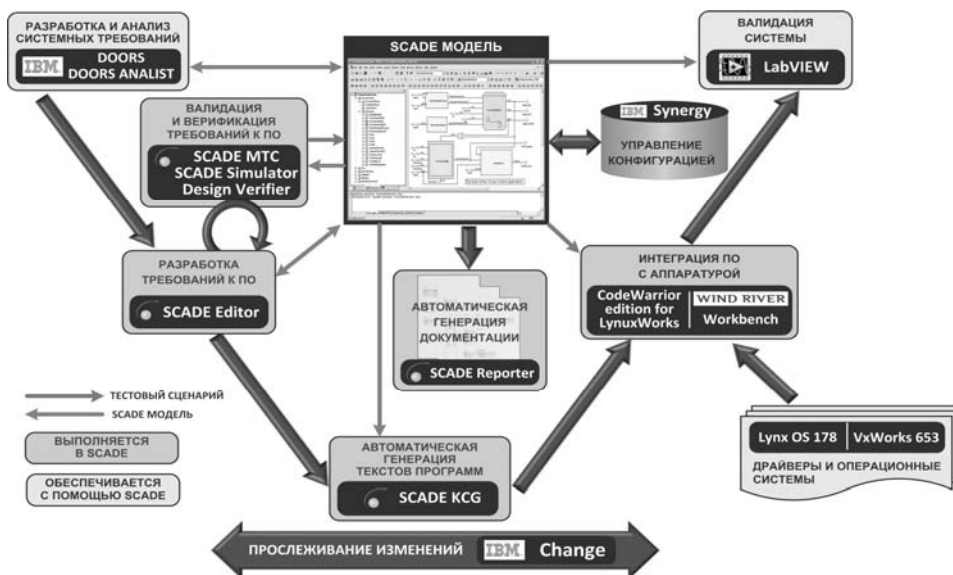 РАЗРАБОТКА И АНАЛИЗ
СИСТЕМНЫХ ТРЕБОВАНИЙ
IBM
DOORS
DOORS ANALIST
SCADE МОДЕЛЬ
ВАЛИДАЦИЯ
СИСТЕМЫ
LabVIEW
ВАЛИДАЦИЯ
И ВЕРИФИКАЦИЯ
ТРЕБОВАНИЙ К ПО
SCADE MTC
SCADE Simulator
Design Verifier
IBM Synergy
УПРАВЛЕНИЕ
КОНФИГУРАЦИЕЙ
РАЗРАБОТКА
ТРЕБОВАНИЙ К ПО
SCADE Editor
АВТОМАТИЧЕСКАЯ
ГЕНЕРАЦИЯ
ДОКУМЕНТАЦИИ
SCADE Reporter
ИНТЕГРАЦИЯ ПО
С АППАРАТУРОЙ
CodeWarrior
edition for
LynuxWorks
WIND RIVER
Workbench
ТЕСТОВЫЙ СЦЕНАРИЙ
SCADE МОДЕЛЬ
ВЫПОЛНЯЕТСЯ
В SCADE
ОБЕСПЕЧИВАЕТСЯ
С ПОМОЩЬЮ SCADE
АВТОМАТИЧЕСКАЯ
ГЕНЕРАЦИЯ
ТЕКСТОВ ПРОГРАММ
SCADE KCG
Lynx OS 178 VxWorks 653
ДРАЙВЕРЫ И ОПЕРАЦИОННЫЕ
СИСТЕМЫ
ПРОСЛЕЖИВАНИЕ ИЗМЕНЕНИЙ IBM Change